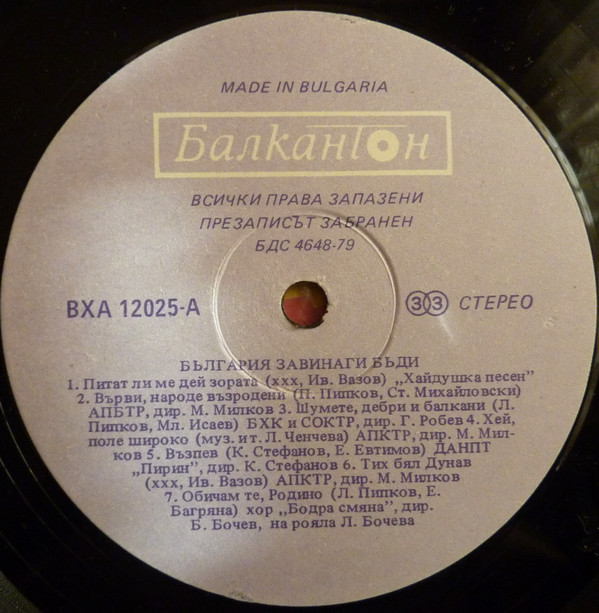 MADE IN BULGARIA
Балкантон
ВСИЧКИ ПРАВА ЗАПАЗЕНИ
ПРЕЗАПИСЪТ ЗАБРАНЕН
БДС 4648-79
ВХА 12025-А
33 СТЕРЕО
БЪЛГАРИЯ ЗАВИНАГИ БЪДИ
1. Питат ли ме дей зората (ххх, Ив. Вазов) „Хайдушка песен”
2. Върви, народе възродени (П. Пипков, Ст. Михайловски)
АПБТР, дир. М. Милков 3. Шумете, дебри и балкани (Л.
Пипков, Мл. Исаев) БХК и СОКТР, дир. Г. Робев 4. Хей,
поле широко (муз. и т. Л. Ченчева) АПКТР, дир. М. Мил-
ков 5. Възпев (К. Стефанов, Е. Евтимов) ДАНПТ
„Пирин”, дир. К. Стефанов 6. Тих бял Дунав
(ххх, Ив. Вазов) АПКТР, дир. М. Милков
7. Обичам те, Родино (Л. Пипков, Е.
Багряна) хор „Бодра смяна”, дир.
Б. Бочев, на рояла Л. Бочева